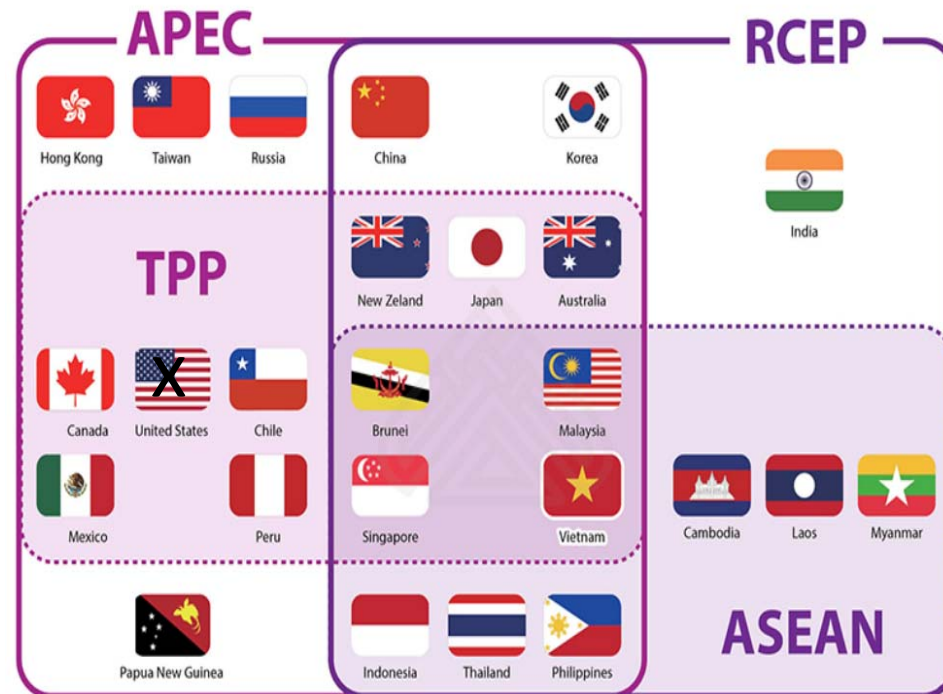 APEC
RCEP
Hong Kong
Taiwan
Russia
China
Korea
India
TPP
New Zeland
Japan
Australia
X
Canada
United States
Chile
Brunei
Malaysia
Mexico
Peru
Singapore
Vietnam
Cambodia
Laos
Myanmar
Papua New Guinea
Indonesia
Thailand
Philippines
ASEAN